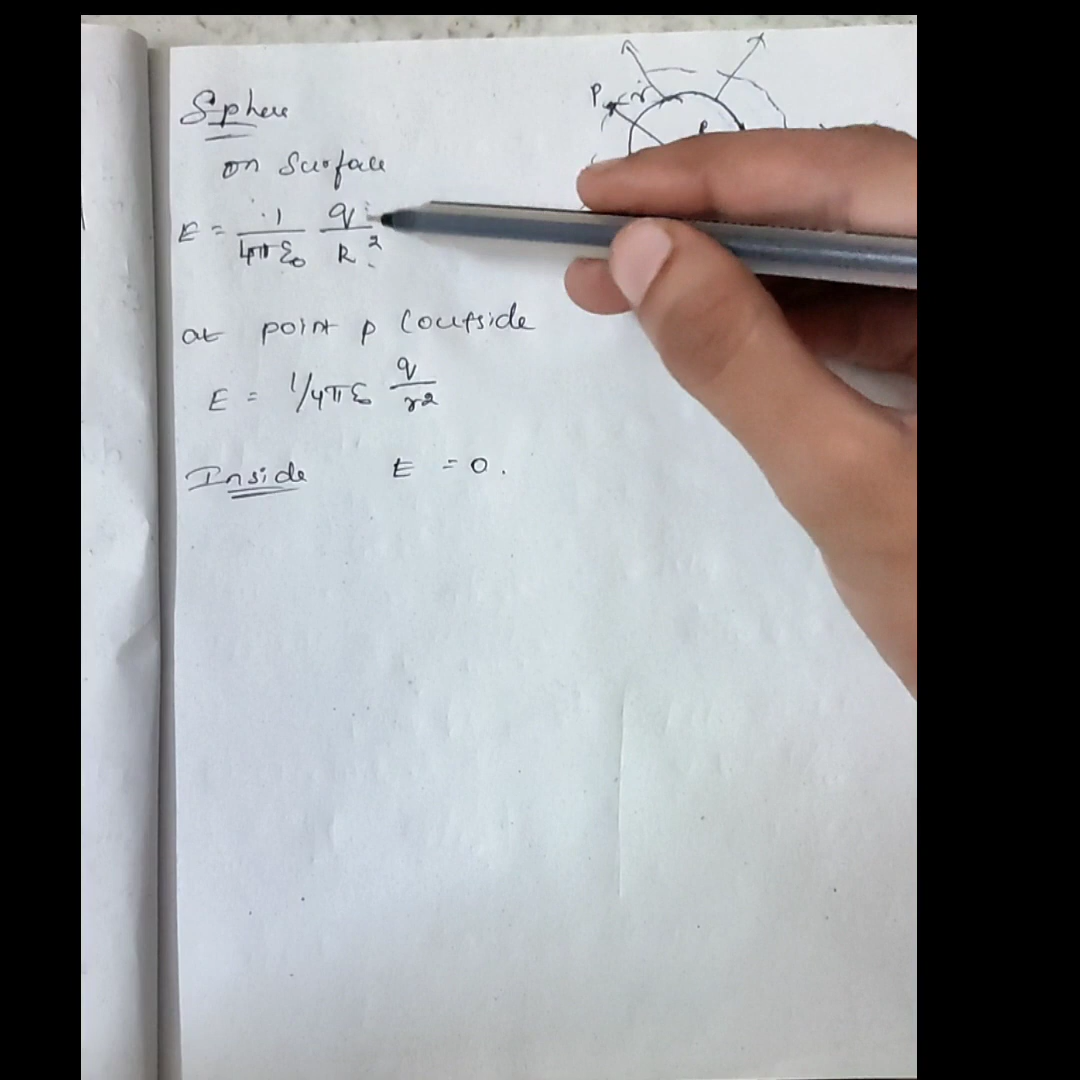 Sphere
P r
on Surface
E = 1/4πε₀ q/R²
at point p (outside
E = 1/4πε₀ q/r²
Inside E = 0.